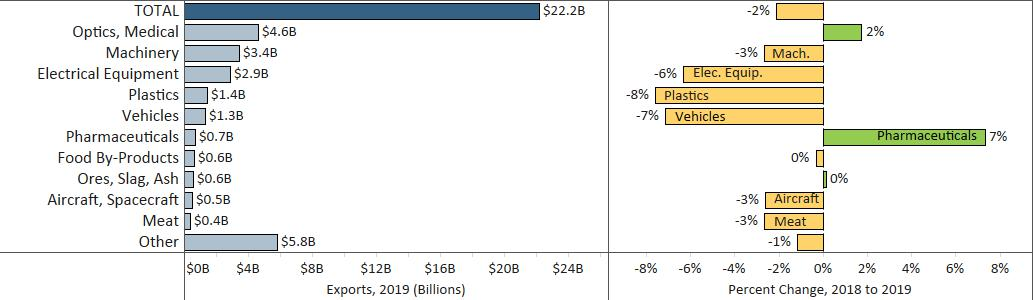 TOTAL $22.2B -2%
Optics, Medical $4.6B 2%
Machinery $3.4B -3% Mach.
Electrical Equipment $2.9B -6% Elec. Equip.
Plastics $1.4B -8% Plastics
Vehicles $1.3B -7% Vehicles
Pharmaceuticals $0.7B Pharmaceuticals 7%
Food By-Products $0.6B 0%
Ores, Slag, Ash $0.6B 0%
Aircraft, Spacecraft $0.5B -3% Aircraft
Meat $0.4B -3% Meat
Other $5.8B -1%
$0B $4B $8B $12B $16B $20B $24B -8% -6% -4% -2% 0% 2% 4% 6% 8%
Exports, 2019 (Billions) Percent Change, 2018 to 2019